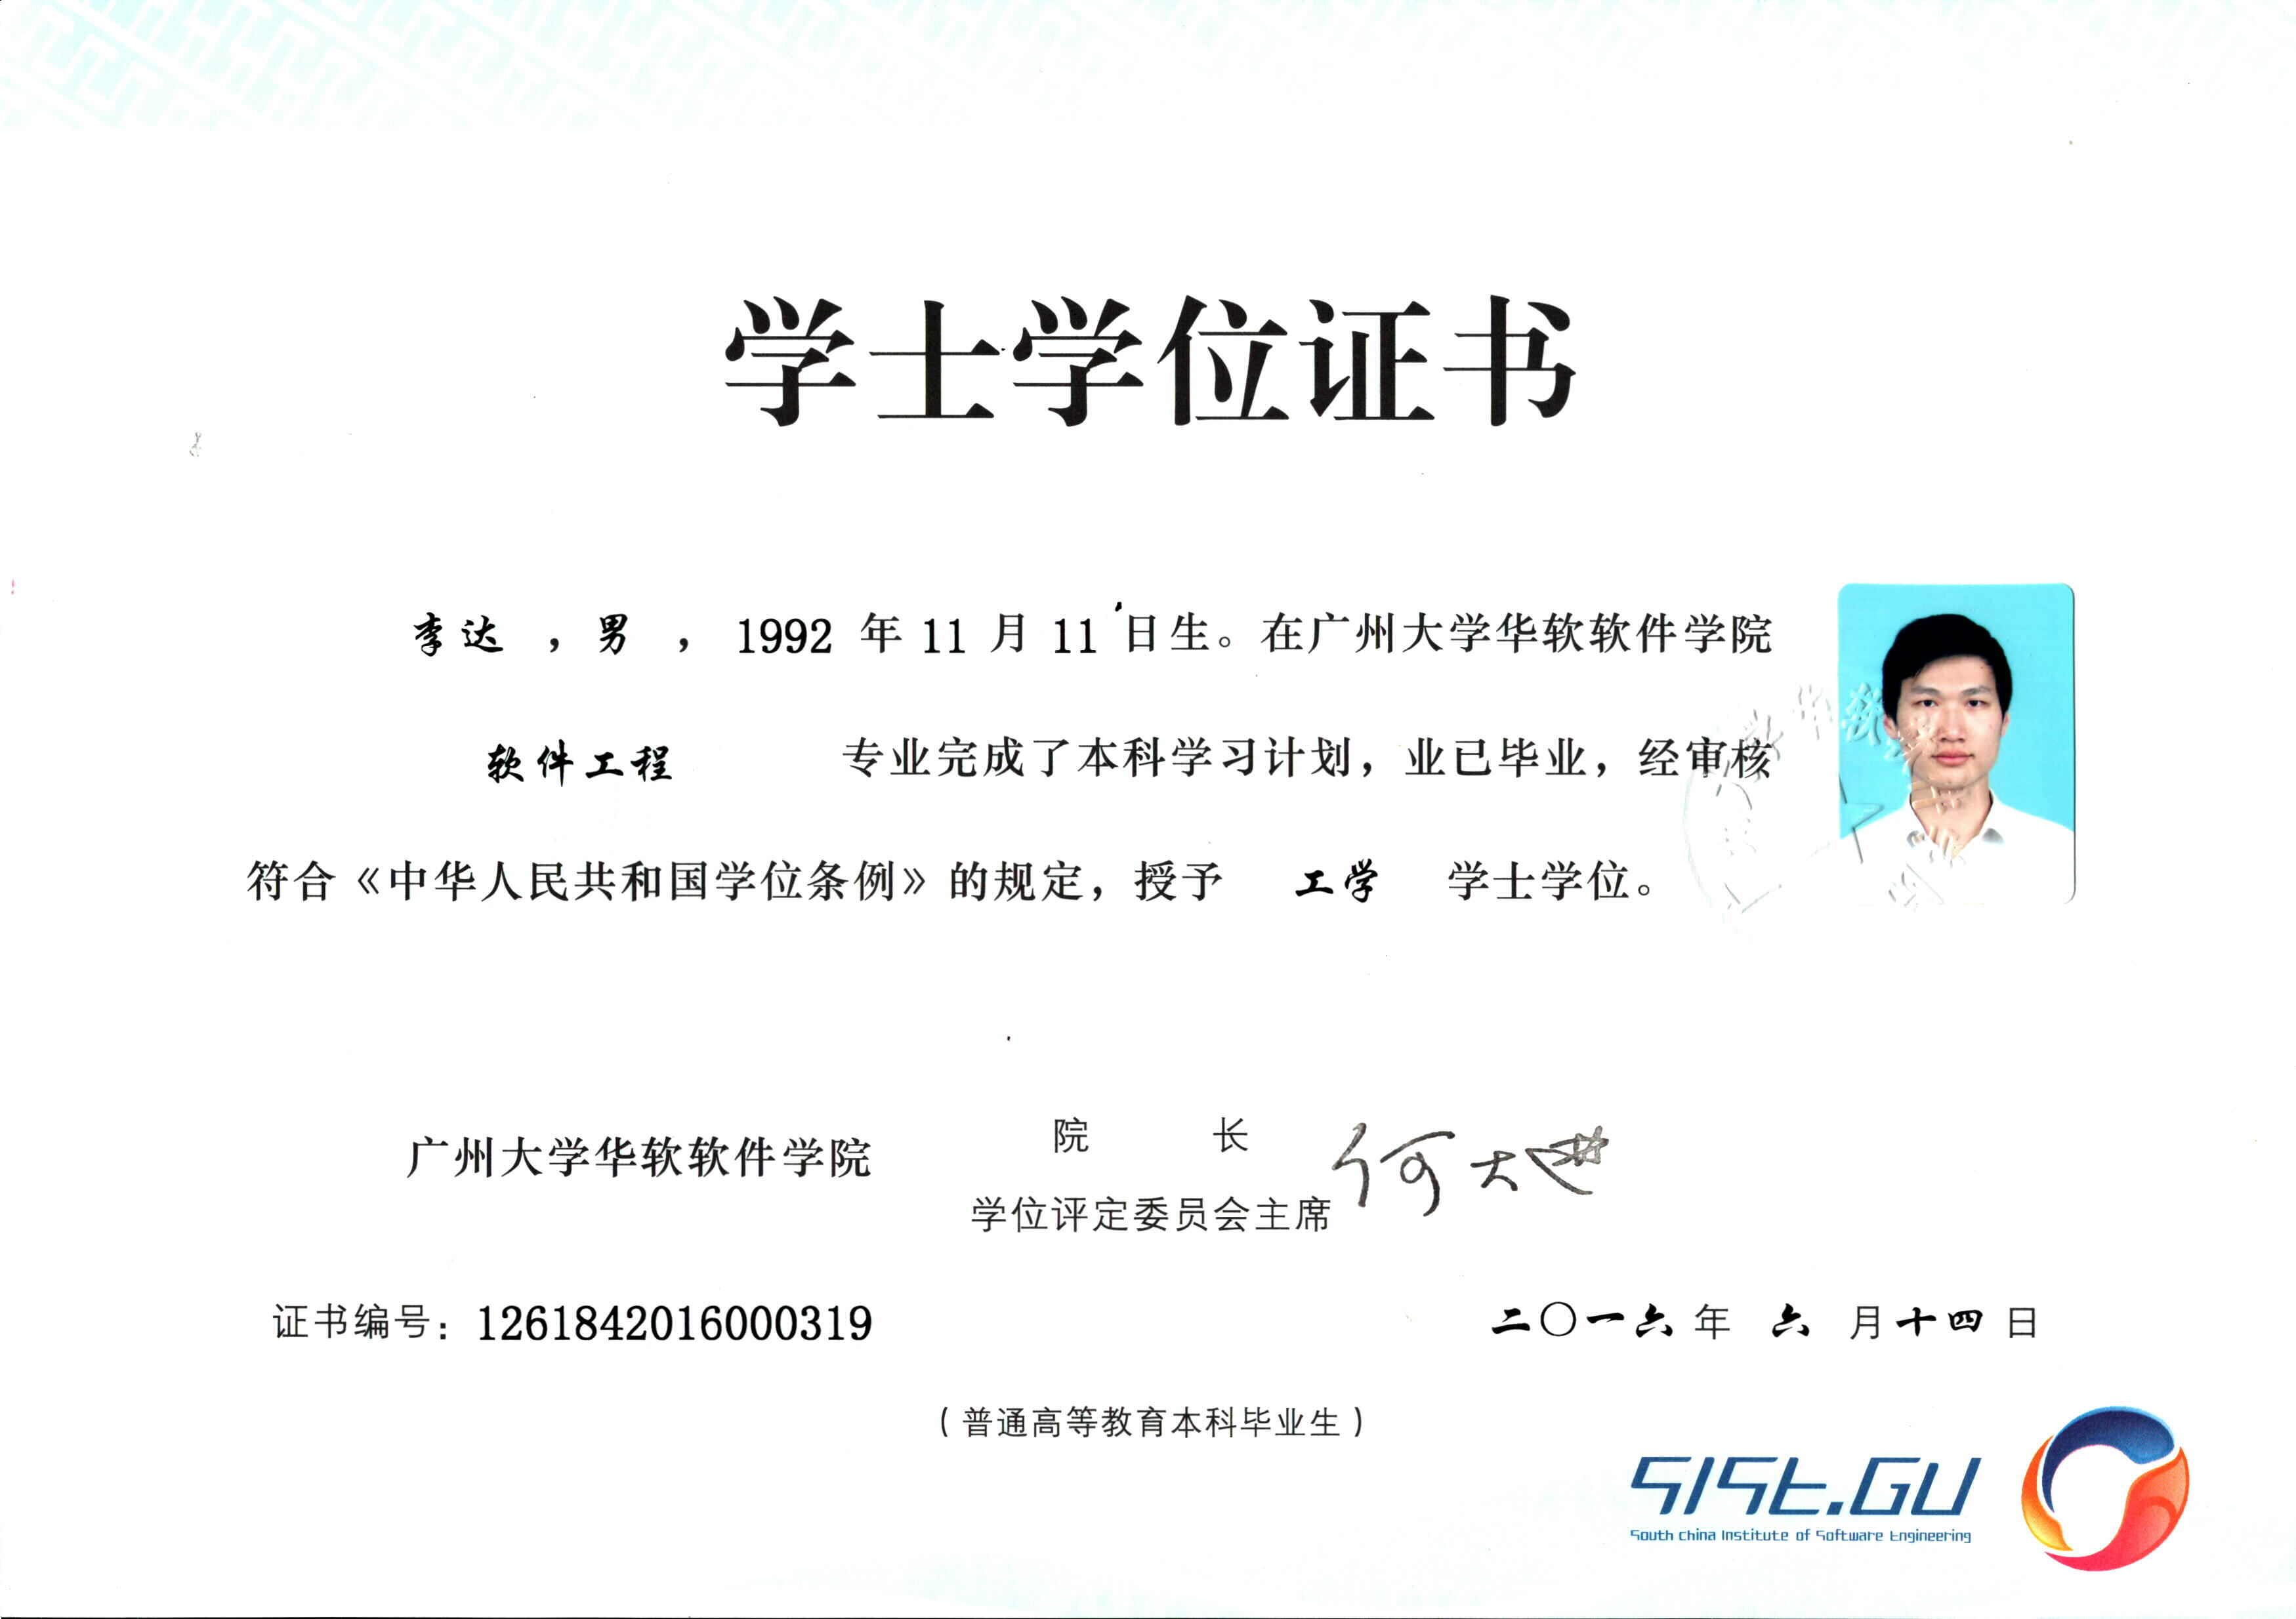 学士学位证书
李达 ，男 ，1992 年 11 月 11 日生。在广州大学华软软件学院
软件工程 专业完成了本科学习计划，业已毕业，经审核
符合《中华人民共和国学位条例》的规定，授予 工学 学士学位。
广州大学华软软件学院
院 长
学位评定委员会主席
何大进
证书编号：1261842016000319
二〇一六年 六 月十四日
（普通高等教育本科毕业生）
SISE.GU
South China Institute of Software Engineering